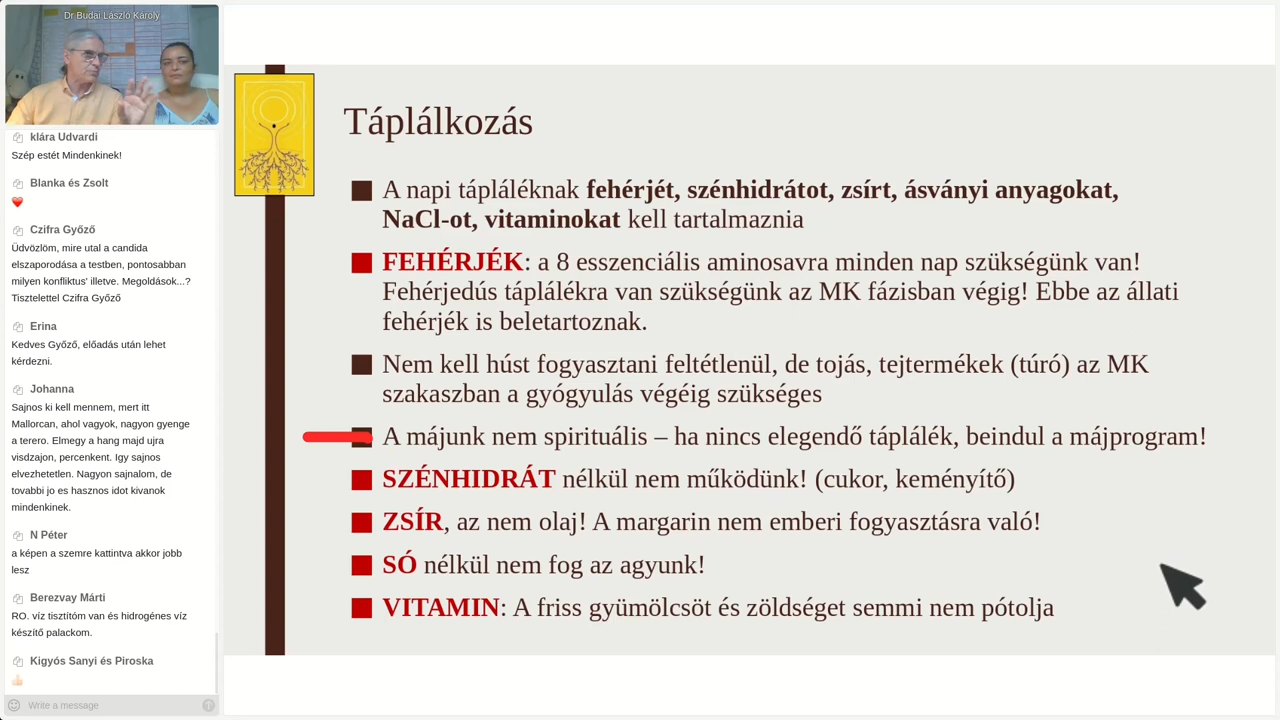 Dr Budai László Károly
klára Udvardi
Szép estét Mindenkinek!
Blanka és Zsolt
Czifra Győző
Üdvözlöm, mire utal a candida
elszaporodása a testben, pontosabban
milyen konfliktus' illetve. Megoldások...?
Tisztelettel Czifra Győző
Erina
Kedves Győző, előadás után lehet
kérdezni.
Johanna
Sajnos ki kell mennem, mert itt
Mallorcan, ahol vagyok, nagyon gyenge
a terero. Elmegy a hang majd ujra
visdzajon, percenkent. Igy sajnos
elvezhetetlen. Nagyon sajnalom, de
tovabbi jo es hasznos idot kivanok
mindenkinek.
N Péter
a képen a szemre kattintva akkor jobb
lesz
Berezvay Márti
RO. víz tisztítóm van és hidrogénes víz
készítő palackom.
Kigyós Sanyi és Piroska
Write a message
Táplálkozás
A napi tápláléknak fehérjét, szénhidrátot, zsírt, ásványi anyagokat,
NaCl-ot, vitaminokat kell tartalmaznia
FEHÉRJÉK: a 8 esszenciális aminosavra minden nap szükségünk van!
Fehérjedús táplálékra van szükségünk az MK fázisban végig! Ebbe az állati
fehérjék is beletartoznak.
Nem kell húst fogyasztani feltétlenül, de tojás, tejtermékek (túró) az MK
szakaszban a gyógyulás végéig szükséges
A májunk nem spirituális – ha nincs elegendő táplálék, beindul a májprogram!
SZÉNHIDRÁT nélkül nem működünk! (cukor, keményítő)
ZSÍR, az nem olaj! A margarin nem emberi fogyasztásra való!
SÓ nélkül nem fog az agyunk!
VITAMIN: A friss gyümölcsöt és zöldséget semmi nem pótolja